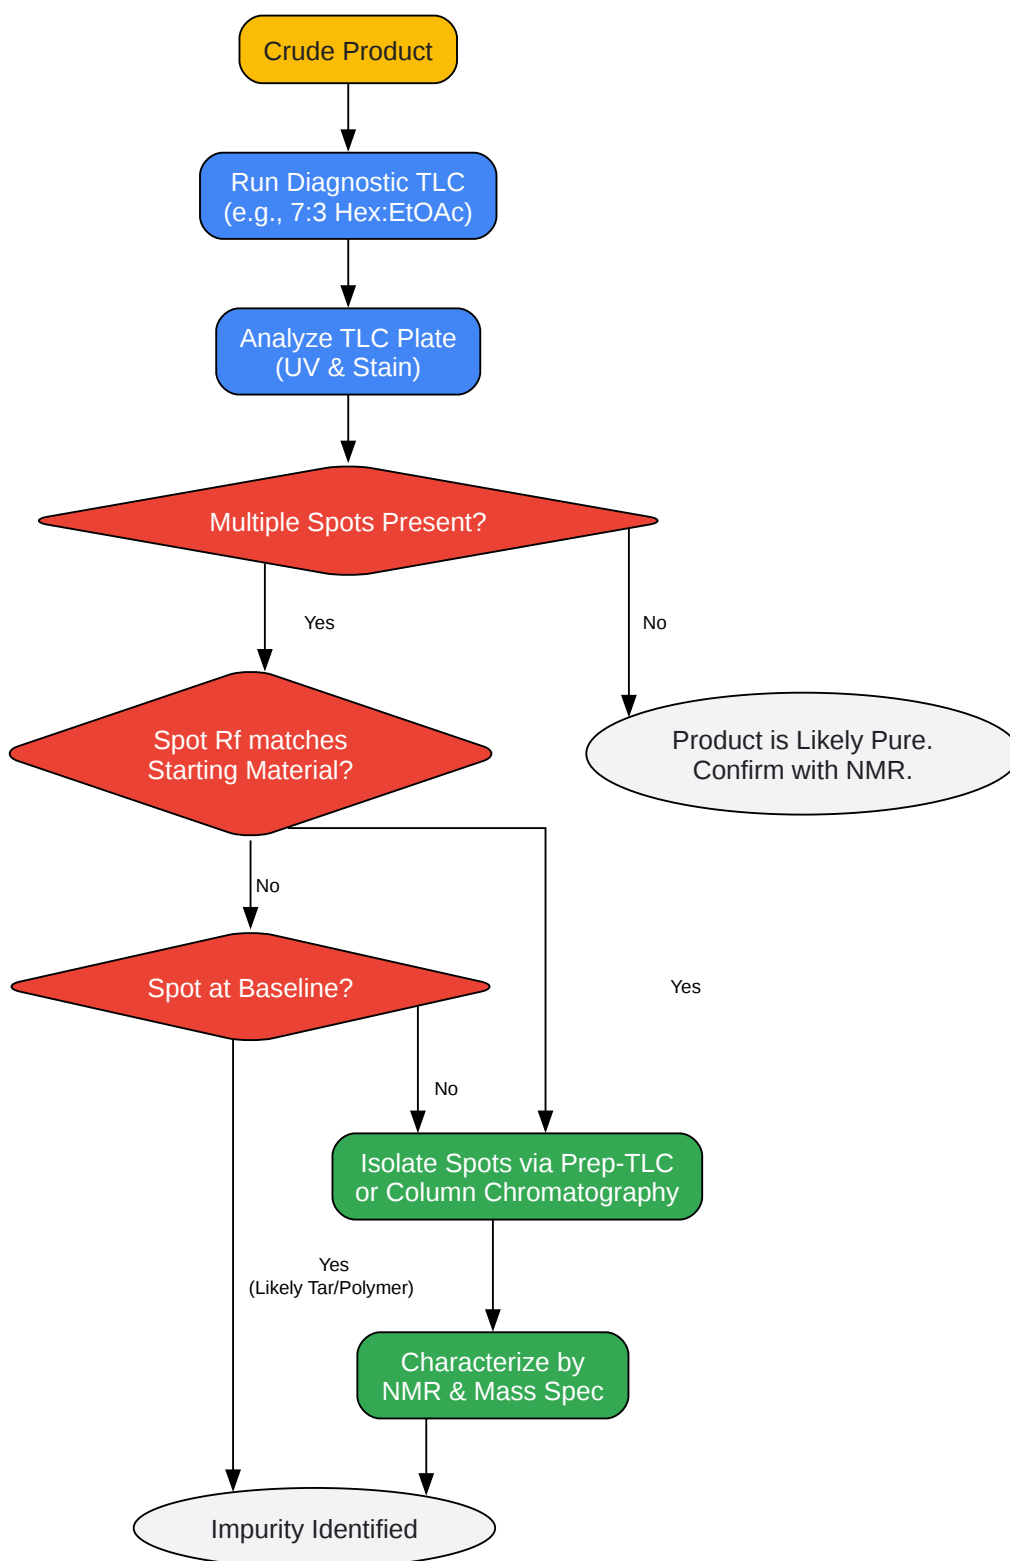 Crude Product
Run Diagnostic TLC
(e.g., 7:3 Hex:EtOAc)
Analyze TLC Plate
(UV & Stain)
Multiple Spots Present?
Yes
No
Spot Rf matches
Starting Material?
Product is Likely Pure.
Confirm with NMR.
No
Spot at Baseline?
Yes
No
Isolate Spots via Prep-TLC
or Column Chromatography
Yes
(Likely Tar/Polymer)
Characterize by
NMR & Mass Spec
Impurity Identified